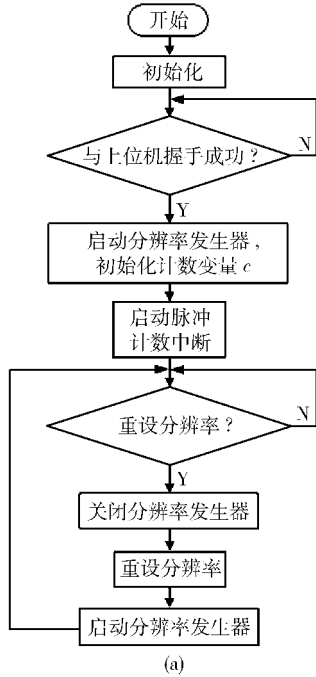 开始
初始化
与上位机握手成功?
N
Y
启动分辨率发生器,
初始化计数变量c
启动脉冲
计数中断
重设分辨率?
N
Y
关闭分辨率发生器
重设分辨率
启动分辨率发生器
(a)